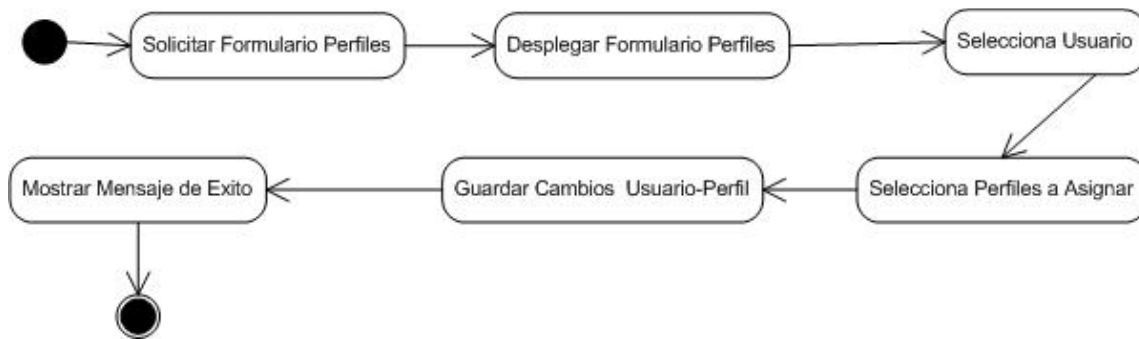 Solicitar Formulario Perfiles
Desplegar Formulario Perfiles
Selecciona Usuario
Selecciona Perfiles a Asignar
Guardar Cambios Usuario-Perfil
Mostrar Mensaje de Exito